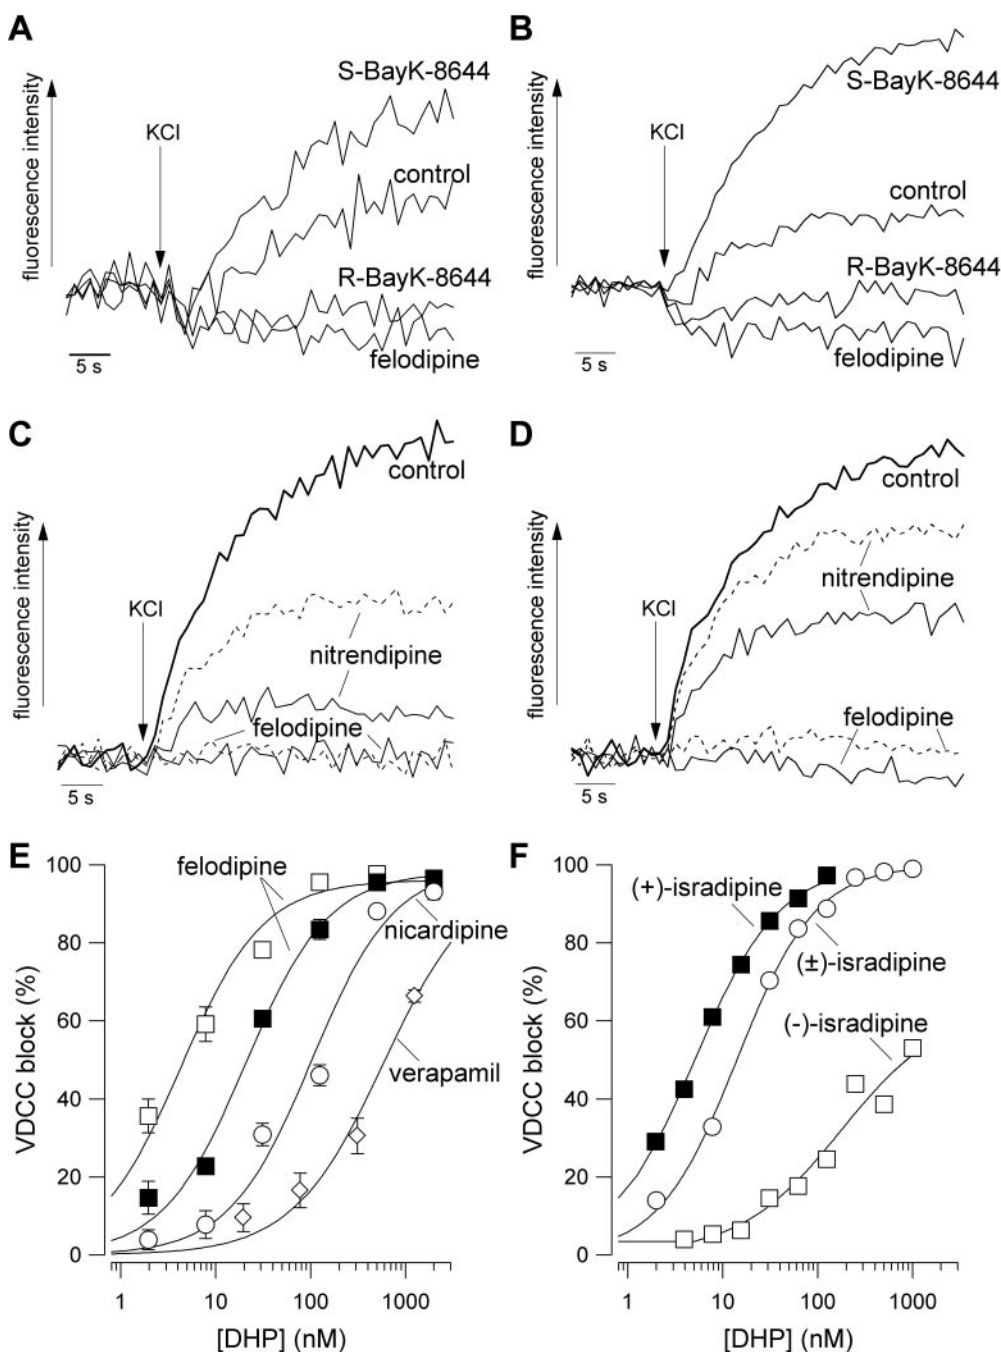 A
fluorescence intensity
KCl
S-BayK-8644
control
R-BayK-8644
felodipine
5 s
B
fluorescence intensity
KCl
S-BayK-8644
control
R-BayK-8644
felodipine
5 s
C
fluorescence intensity
KCl
control
nitrendipine
felodipine
5 s
D
fluorescence intensity
KCl
control
nitrendipine
felodipine
5 s
E
VDCC block (%)
100
80
60
40
20
0
felodipine
nicardipine
verapamil
1 10 100 1000
[DHP] (nM)
F
VDCC block (%)
100
80
60
40
20
0
(+)-isradipine
(±)-isradipine
(-)-isradipine
1 10 100 1000
[DHP] (nM)